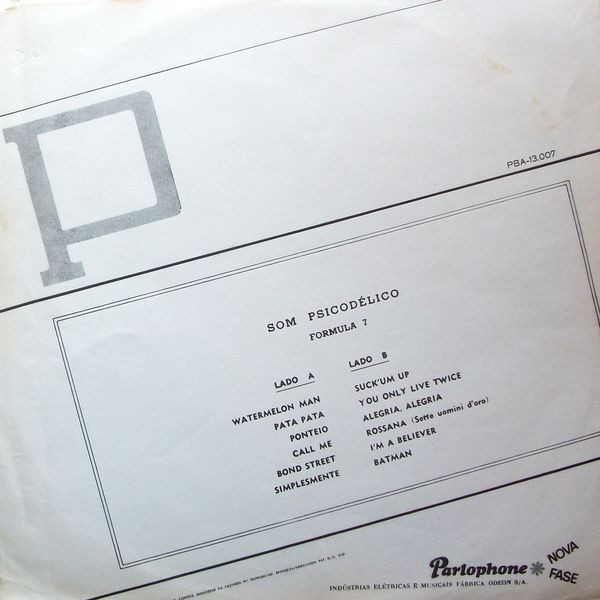 P
PBA-13.007
SOM PSICODÉLICO
FORMULA 7
LADO A
WATERMELON MAN
PATA PATA
PONTEIO
CALL ME
BOND STREET
SIMPLESMENTE
LADO B
SUCK'UM UP
YOU ONLY LIVE TWICE
ALEGRIA, ALEGRIA
ROSSANA (Sette uomini d'oro)
I'M A BELIEVER
BATMAN
Parlophone
NOVA
FASE
INDÚSTRIAS ELÉTRICAS E MUSICAIS FÁBRICA ODEON S/A.